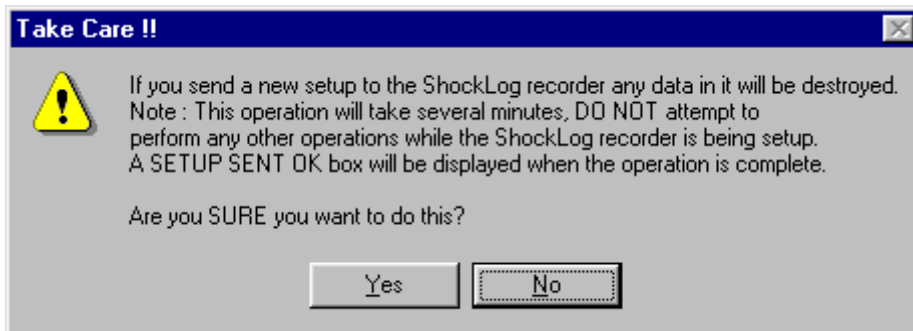 Take Care !!
If you send a new setup to the ShockLog recorder any data in it will be destroyed.
Note : This operation will take several minutes, DO NOT attempt to
perform any other operations while the ShockLog recorder is being setup.
A SETUP SENT OK box will be displayed when the operation is complete.
Are you SURE you want to do this?
Yes
No